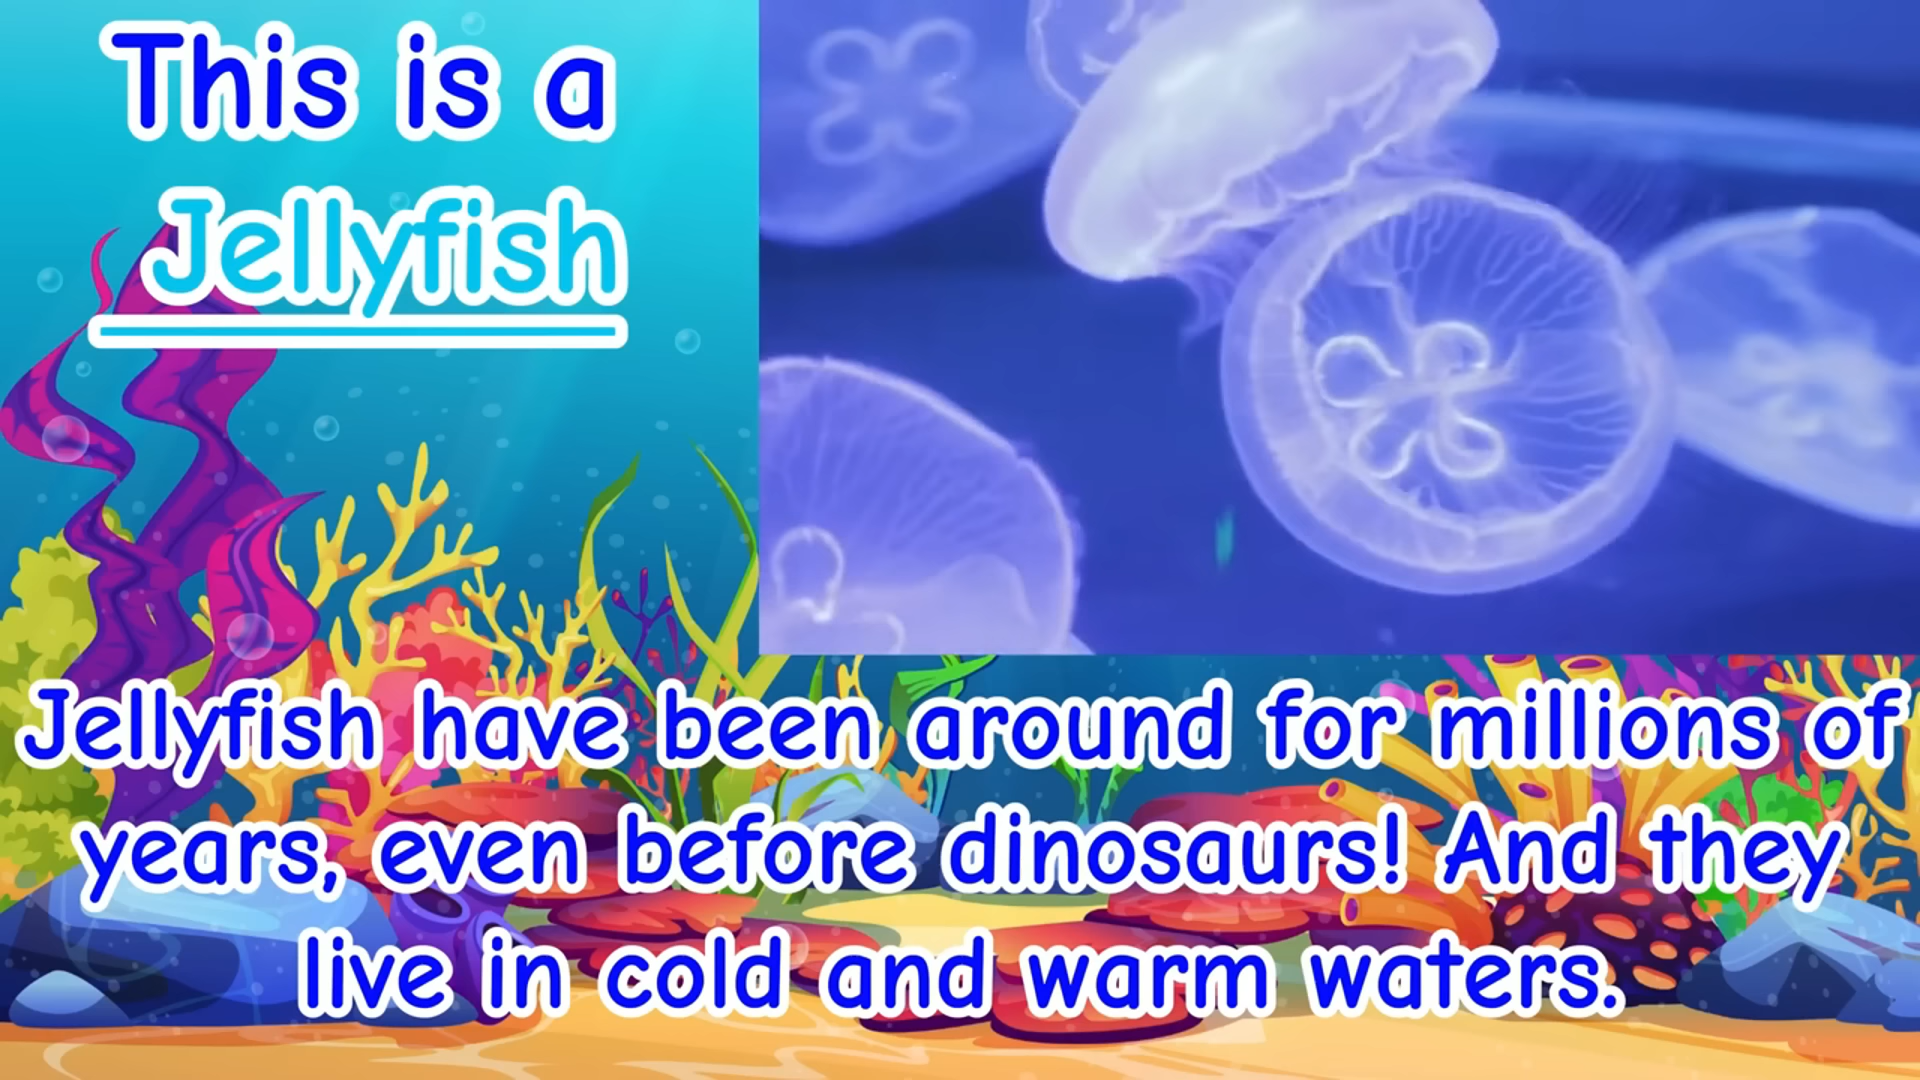 This is a
Jellyfish
Jellyfish have been around for millions of
years, even before dinosaurs! And they
live in cold and warm waters.